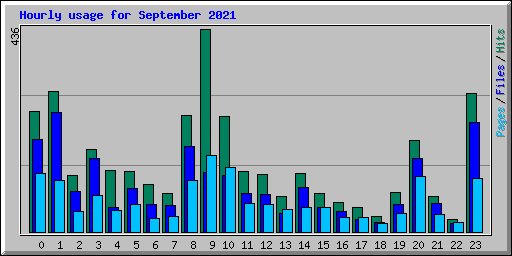 Hourly usage for September 2021
436
Pages / Files / Hits
0 1 2 3 4 5 6 7 8 9 10 11 12 13 14 15 16 17 18 19 20 21 22 23